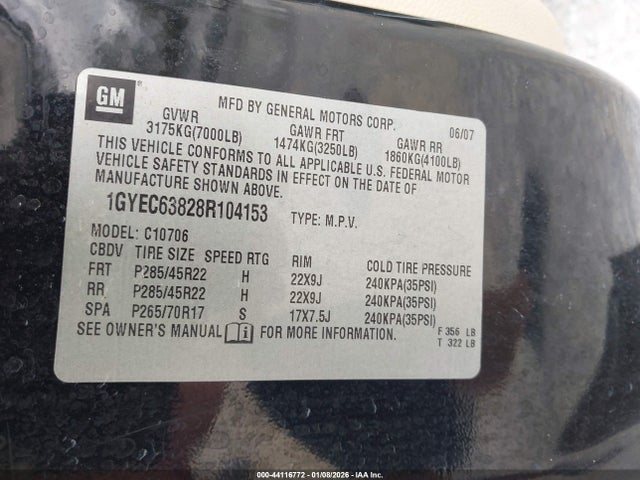 GM
MFD BY GENERAL MOTORS CORP. 06/07
GVWR GAWR FRT GAWR RR
3175KG(7000LB) 1474KG(3250LB) 1860KG(4100LB)
THIS VEHICLE CONFORMS TO ALL APPLICABLE U.S. FEDERAL MOTOR
VEHICLE SAFETY STANDARDS IN EFFECT ON THE DATE OF
MANUFACTURE SHOWN ABOVE.
1GYEC63828R104153 TYPE: M.P.V.
MODEL: C10706
CBDV TIRE SIZE SPEED RTG RIM COLD TIRE PRESSURE
FRT P285/45R22 H 22X9J 240KPA(35PSI)
RR P285/45R22 H 22X9J 240KPA(35PSI)
SPA P265/70R17 S 17X7.5J 240KPA(35PSI)
SEE OWNER'S MANUAL i FOR MORE INFORMATION.
F 356 LB
T 322 LB
000-44116772 - 01/08/2026 - IAA Inc.